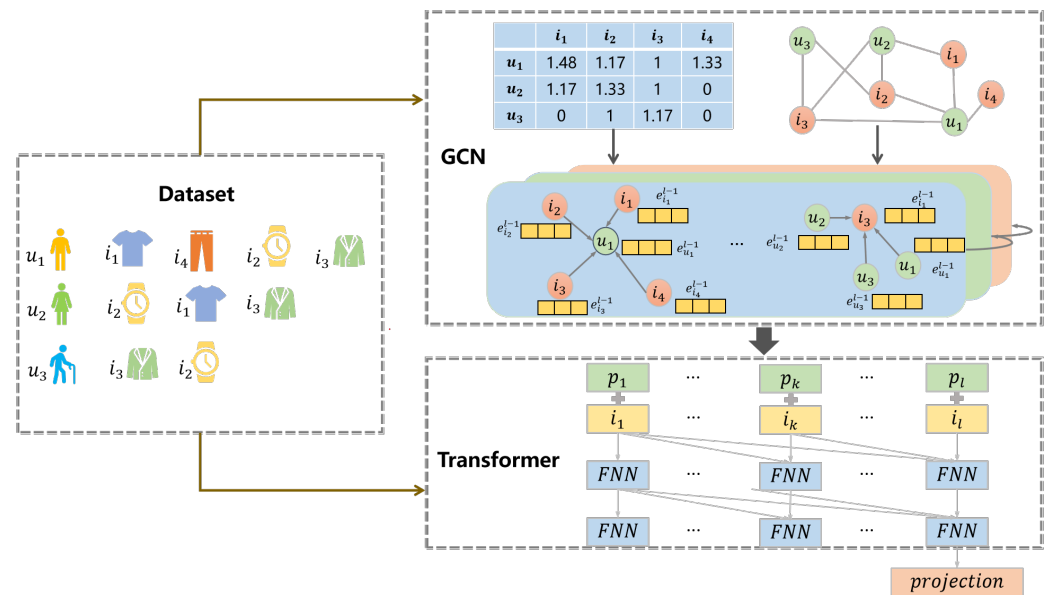 Dataset
u₁ i₁ i₄ i₂ i₃
u₂ i₂ i₁ i₃
u₃ i₃ i₂
GCN
i₁ i₂ i₃ i₄
u₁ 1.48 1.17 1 1.33
u₂ 1.17 1.33 1 0
u₃ 0 1 1.17 0
u₃ u₂ i₁
i₂ i₄
i₃ u₁
i₂ i₁ e_{i₁}^{l−1}
e_{i₂}^{l−1} u₁ e_{u₁}^{l−1}
i₃ i₄ e_{i₄}^{l−1}
e_{i₃}^{l−1}
...
u₂ i₃ e_{i₁}^{l−1}
e_{u₂}^{l−1}
u₃ u₁ e_{u₁}^{l−1}
e_{u₃}^{l−1}
Transformer
p₁ ... p_k ... p_l
i₁ ... i_k ... i_l
FNN ... FNN ... FNN
FNN ... FNN ... FNN
projection